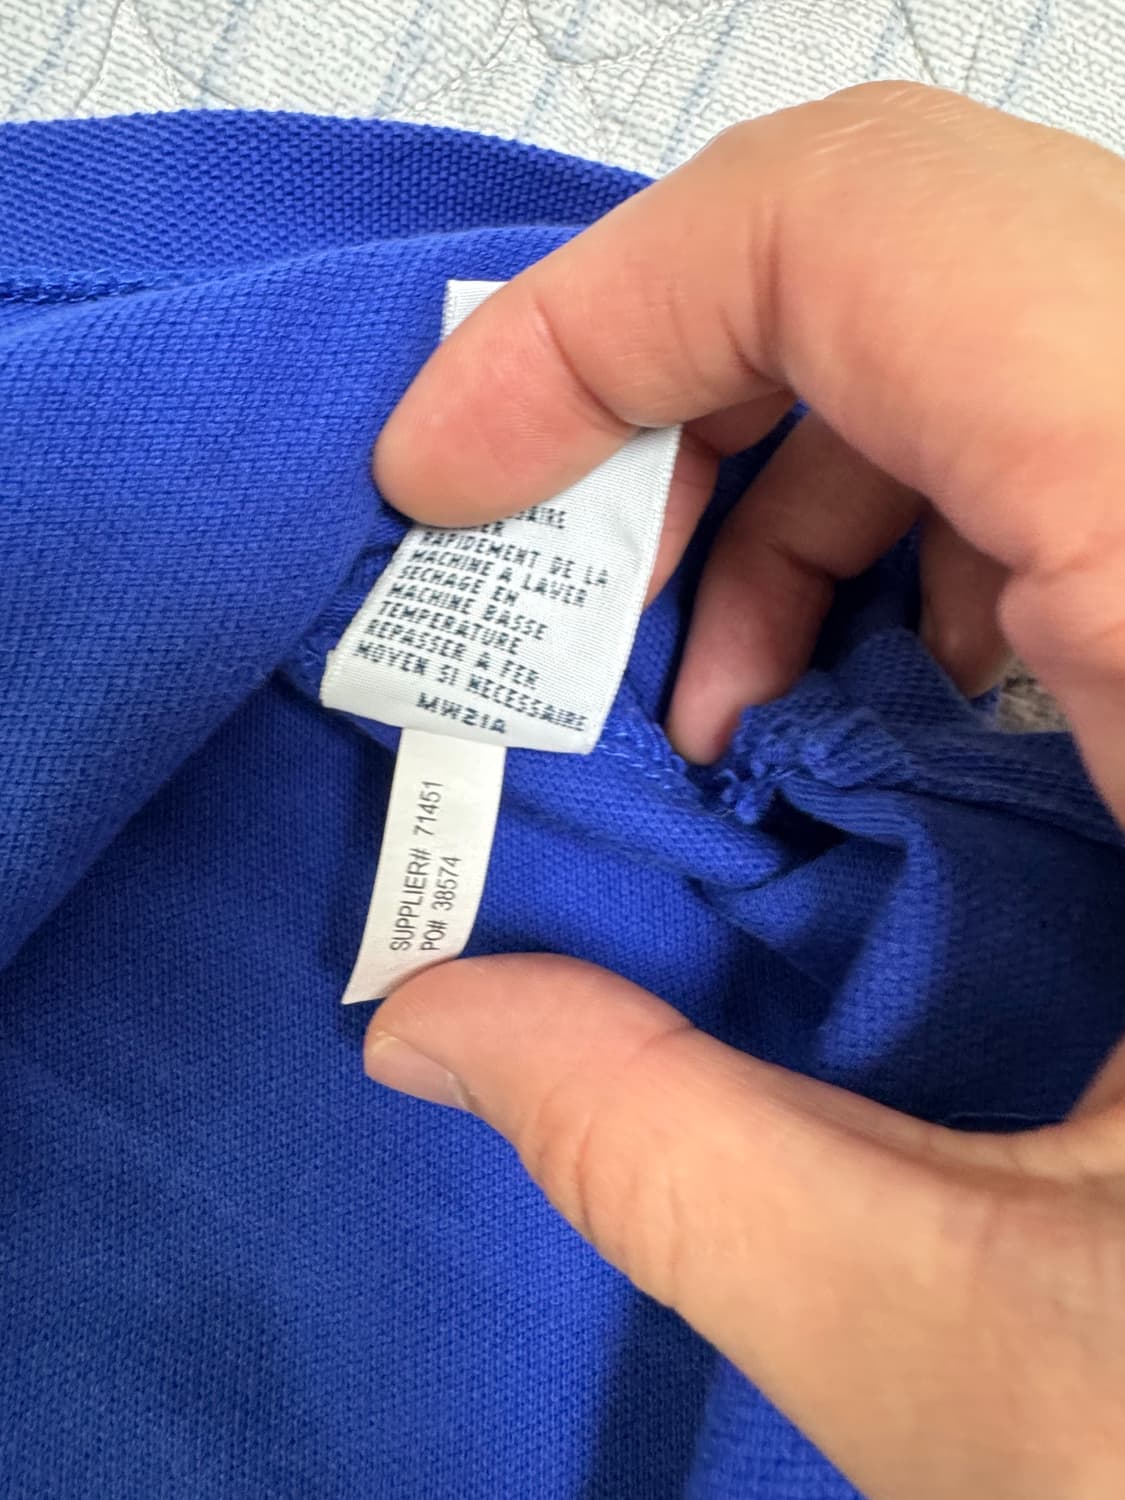 RAPIDEMENT DE LA
MACHINE A LAVER
SECHAGE EN
MACHINE BASSE
TEMPERATURE
REPASSER A FER
MOYEN SI NECESSAIRE
MW21A
SUPPLIER# 71451
PO# 38574